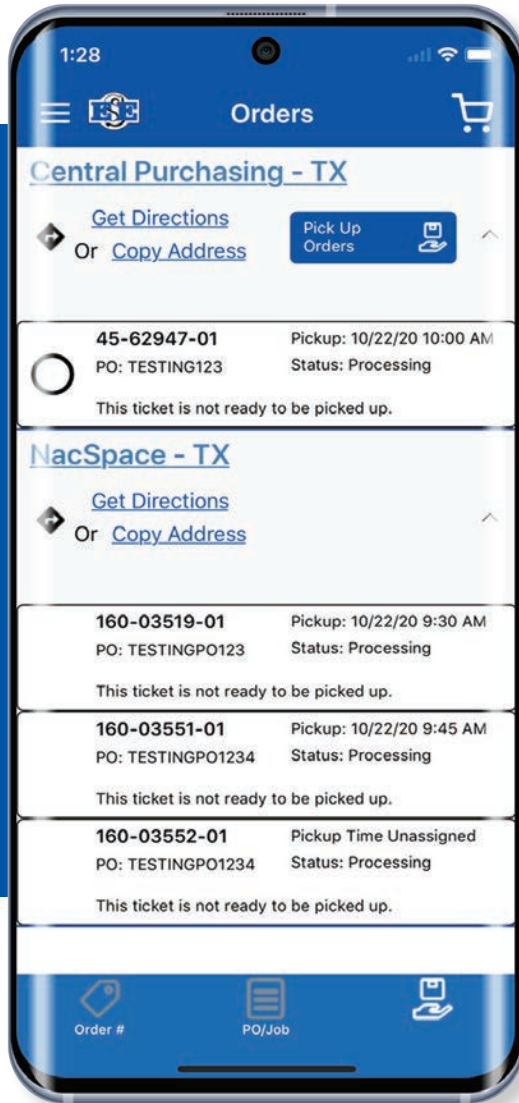 1:28
ESE
Orders
Central Purchasing - TX
Get Directions
Or Copy Address
Pick Up
Orders
45-62947-01
Pickup: 10/22/20 10:00 AM
PO: TESTING123
Status: Processing
This ticket is not ready to be picked up.
NacSpace - TX
Get Directions
Or Copy Address
160-03519-01
Pickup: 10/22/20 9:30 AM
PO: TESTINGPO123
Status: Processing
This ticket is not ready to be picked up.
160-03551-01
Pickup: 10/22/20 9:45 AM
PO: TESTINGPO1234
Status: Processing
This ticket is not ready to be picked up.
160-03552-01
Pickup Time Unassigned
PO: TESTINGPO1234
Status: Processing
This ticket is not ready to be picked up.
Order #
PO/Job